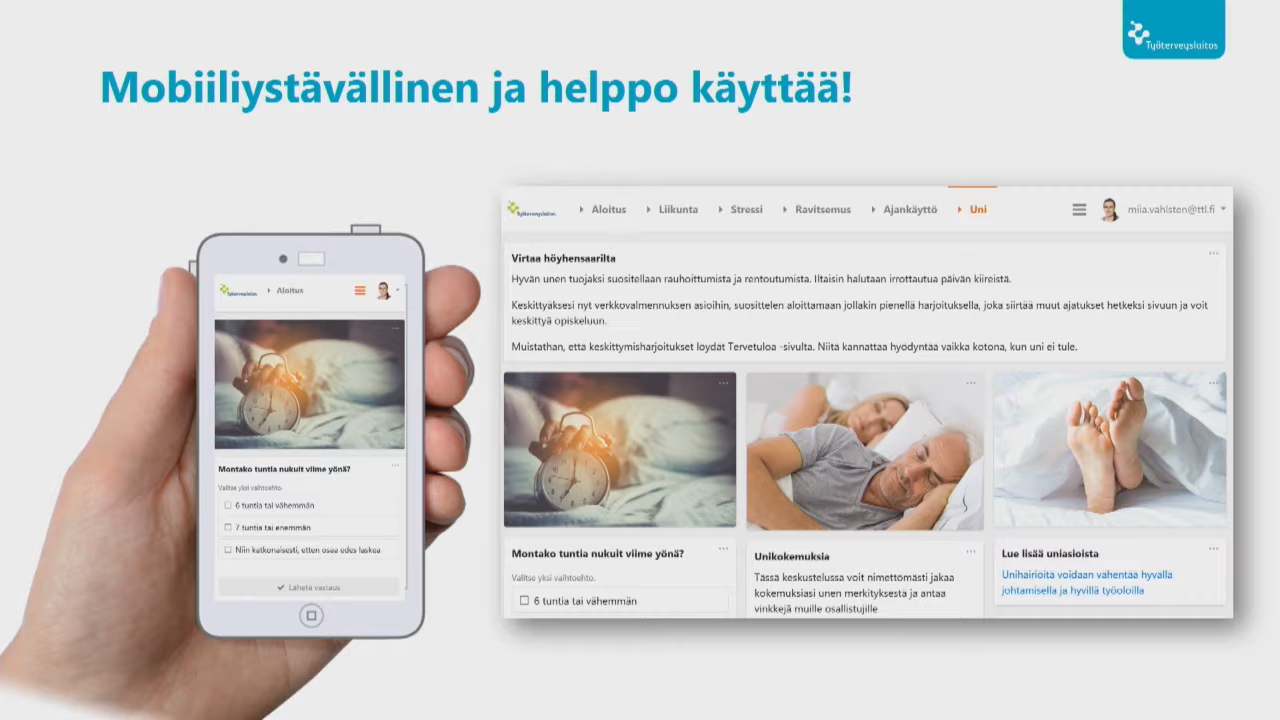 Työterveyslaitos
Mobiiliystävällinen ja helppo käyttää!
Työterveyslaitos
Aloitus
Montako tuntia nukuit viime yönä?
Valitse yksi vaihtoehto.
6 tuntia tai vähemmän
7 tuntia tai enemmän
Niin katkonaisesti, etten osaa edes laskea
Lähetä vastaus
Työterveyslaitos
Aloitus Liikunta Stressi Ravitsemus Ajankäyttö Uni
miia.vahlsten@ttl.fi
Virtaa höyhensaarilta
Hyvän unen tuojaksi suositellaan rauhoittumista ja rentoutumista. Iltaisin halutaan irrottautua päivän kiireistä.
Keskittyäksesi nyt verkkovalmennuksen asioihin, suosittelen aloittamaan jollakin pienellä harjoituksella, joka siirtää muut ajatukset hetkeksi sivuun ja voit
keskittyä opiskeluun.
Muistathan, että keskittymisharjoitukset löydät Tervetuloa -sivulta. Niitä kannattaa hyödyntää vaikka kotona, kun uni ei tule.
Montako tuntia nukuit viime yönä?
Valitse yksi vaihtoehto.
6 tuntia tai vähemmän
Unikokemuksia
Tässä keskustelussa voit nimettömästi jakaa
kokemuksiasi unen merkityksestä ja antaa
vinkkejä muille osallistujille
Lue lisää uniasioista
Unihäiriöitä voidaan vähentää hyvällä
johtamisella ja hyvillä työoloilla